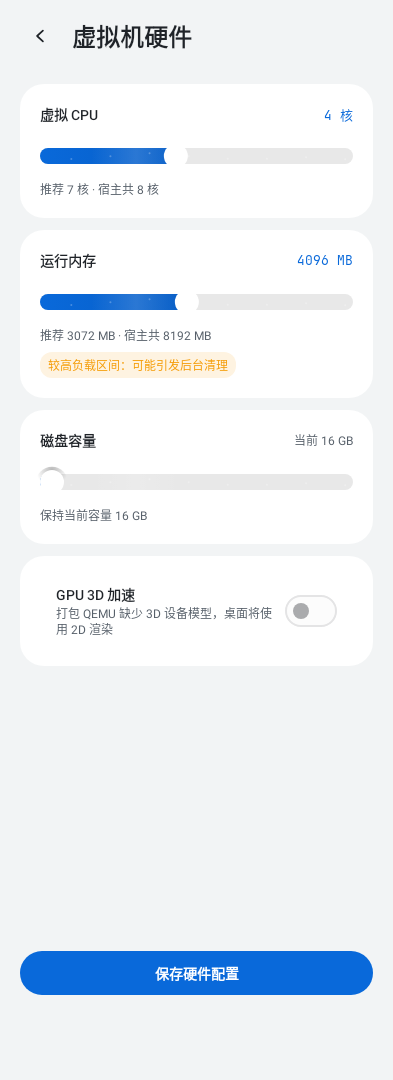 虚拟机硬件
虚拟 CPU
4 核
推荐 7 核 · 宿主共 8 核
运行内存
4096 MB
推荐 3072 MB · 宿主共 8192 MB
较高负载区间：可能引发后台清理
磁盘容量
当前 16 GB
保持当前容量 16 GB
GPU 3D 加速
打包 QEMU 缺少 3D 设备模型，桌面将使
用 2D 渲染
保存硬件配置